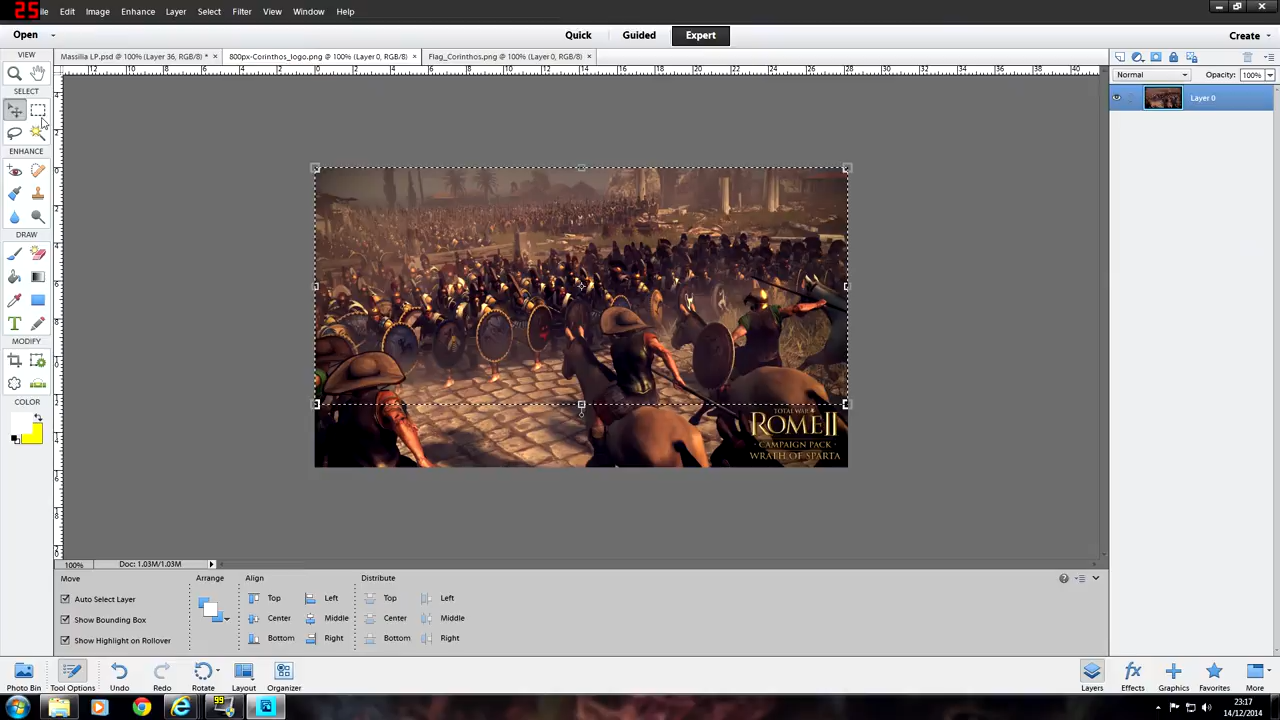 25
File Edit Image Enhance Layer Select Filter View Window Help
Open Quick Guided Expert Create
VIEW
Massilia LP.psd @ 100% (Layer 36, RGB/8) * × 800px-Corinthos_logo.png @ 100% (Layer 0, RGB/8) × Flag_Corinthos.png @ 100% (Layer 0, RGB/8) ×
Normal Opacity: 100%
SELECT
Layer 0
ENHANCE
DRAW
MODIFY
COLOR
TOTAL WAR
ROME II
CAMPAIGN PACK
WRATH OF SPARTA
100% Doc: 1.03M/1.03M
Move Arrange Align Distribute
Auto Select Layer Top Left Top Left
Show Bounding Box Center Middle Center Middle
Show Highlight on Rollover Bottom Right Bottom Right
Photo Bin Tool Options Undo Redo Rotate Layout Organizer Layers Effects Graphics Favorites More
99
23:17
14/12/2014